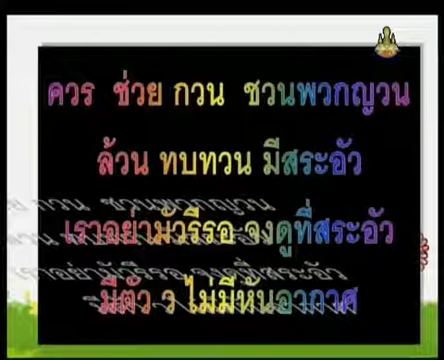 ควร ช่วย กวน ชวนพวกญวน
ล้วน ทบทวน มีสระอัว
เราอย่ามัวรีรอ จงดูที่สระอัว
มีตัว ว ไม่มีหันอากาศ